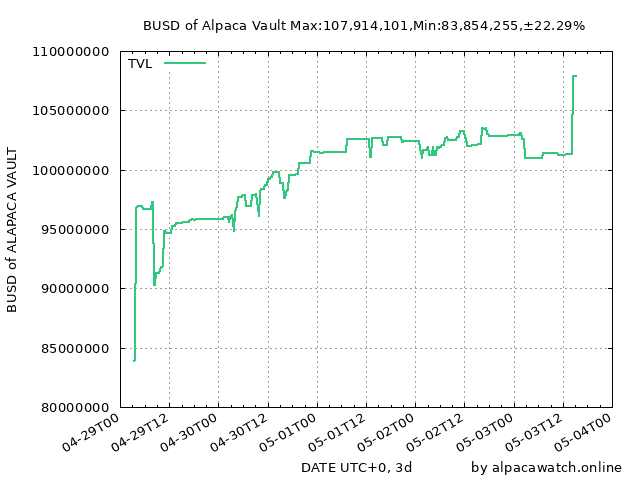 BUSD of Alpaca Vault Max:107,914,101,Min:83,854,255,±22.29%
TVL
110000000
105000000
100000000
95000000
90000000
85000000
80000000
BUSD of ALAPACA VAULT
04-29T00
04-29T12
04-30T00
04-30T12
05-01T00
05-01T12
05-02T00
05-02T12
05-03T00
05-03T12
05-04T00
DATE UTC+0, 3d
by alpacawatch.online